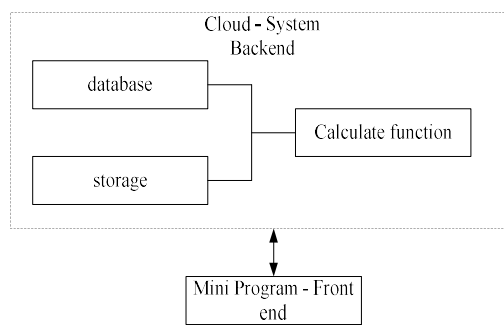 Cloud - System
Backend
database
Calculate function
storage
Mini Program - Front
end